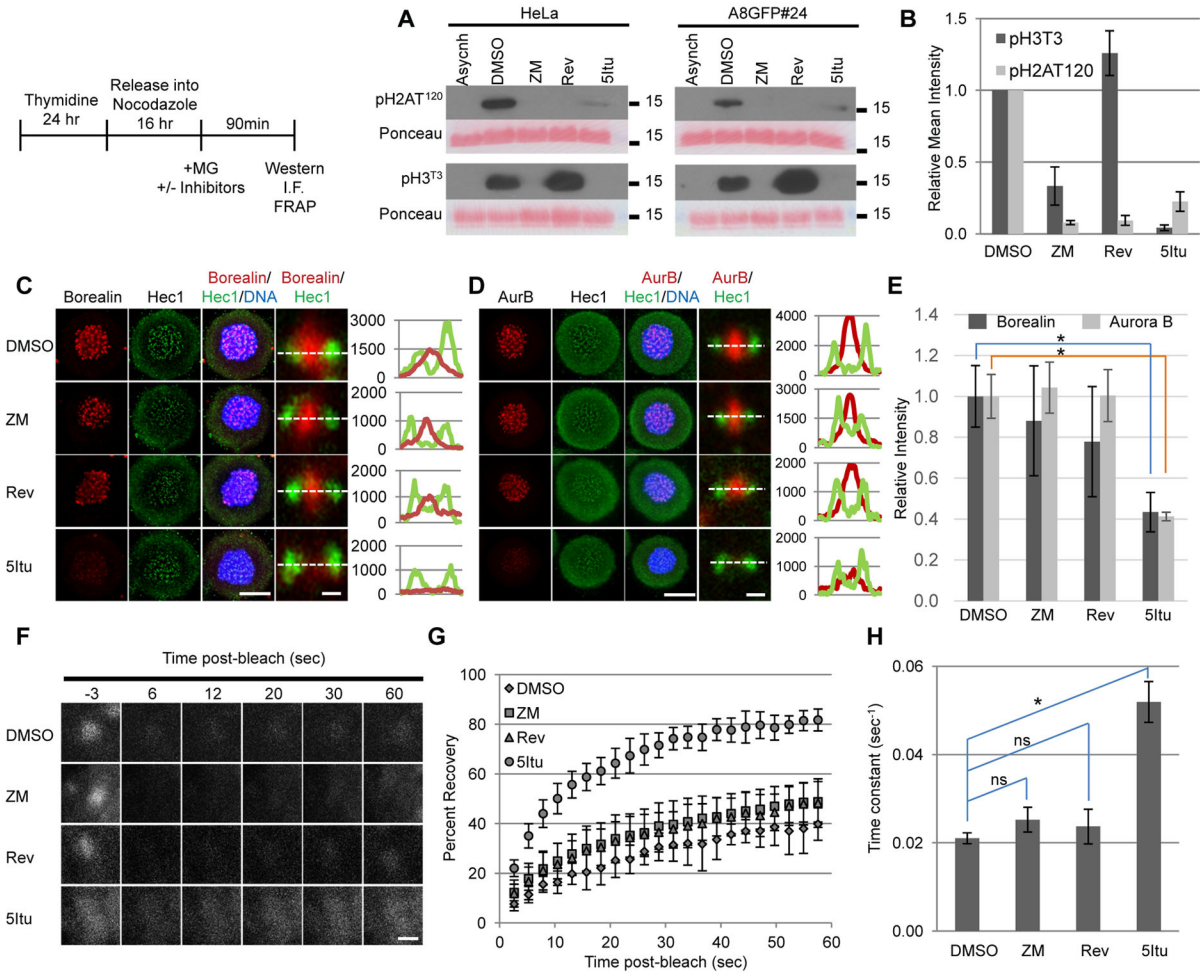 Thymidine
24 hr
Release into
Nocodazole
16 hr
90min
+MG
+/- Inhibitors
Western
I.F.
FRAP
A
HeLa
A8GFP#24
Asycnh
DMSO
ZM
Rev
5Itu
Asynch
DMSO
ZM
Rev
5Itu
pH2AT120
15
15
Ponceau
pH3T3
15
15
Ponceau
15
15
B
Relative Mean Intensity
1.5
1.0
0.5
0.0
pH3T3
pH2AT120
DMSO
ZM
Rev
5Itu
C
Borealin
Hec1
Borealin/
Hec1/DNA
Borealin/
Hec1
DMSO
ZM
Rev
5Itu
3000
1500
0
2000
1000
0
2000
1000
0
2000
1000
0
D
AurB
Hec1
AurB/
Hec1/DNA
AurB/
Hec1
4000
2000
0
3000
1500
0
2000
1000
0
2000
1000
0
E
Relative Intensity
1.4
1.2
1.0
0.8
0.6
0.4
0.2
0.0
Borealin
Aurora B
*
*
DMSO
ZM
Rev
5Itu
F
Time post-bleach (sec)
-3
6
12
20
30
60
DMSO
ZM
Rev
5Itu
G
Percent Recovery
100
80
60
40
20
0
DMSO
ZM
Rev
5Itu
0
10
20
30
40
50
60
Time post-bleach (sec)
H
Time constant (sec-1)
0.06
0.04
0.02
0.00
*
ns
ns
DMSO
ZM
Rev
5Itu